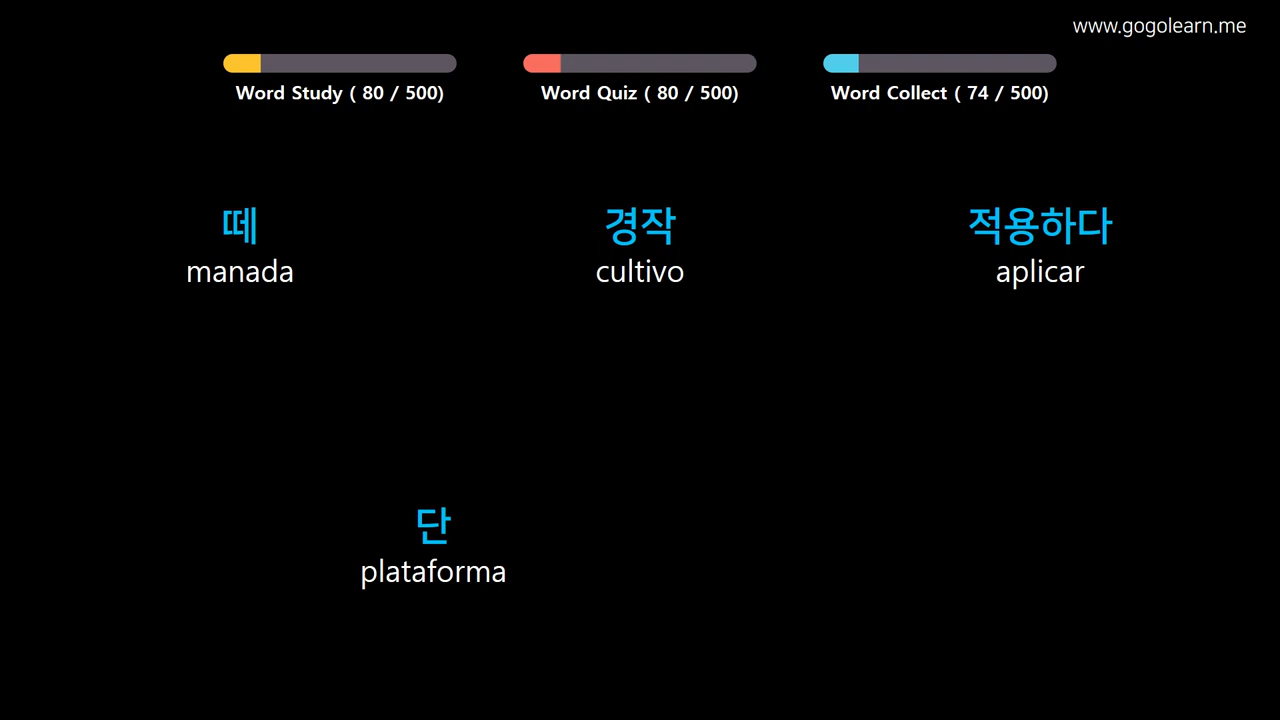 www.gogolearn.me
Word Study ( 80 / 500)
Word Quiz ( 80 / 500)
Word Collect ( 74 / 500)
떼
manada
경작
cultivo
적용하다
aplicar
단
plataforma